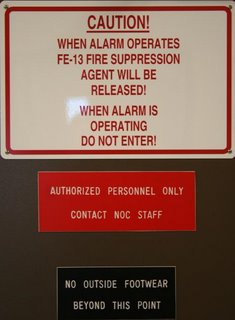 CAUTION!
WHEN ALARM OPERATES
FE-13 FIRE SUPPRESSION
AGENT WILL BE
RELEASED!
WHEN ALARM IS
OPERATING
DO NOT ENTER!
AUTHORIZED PERSONNEL ONLY
CONTACT NOC STAFF
NO OUTSIDE FOOTWEAR
BEYOND THIS POINT